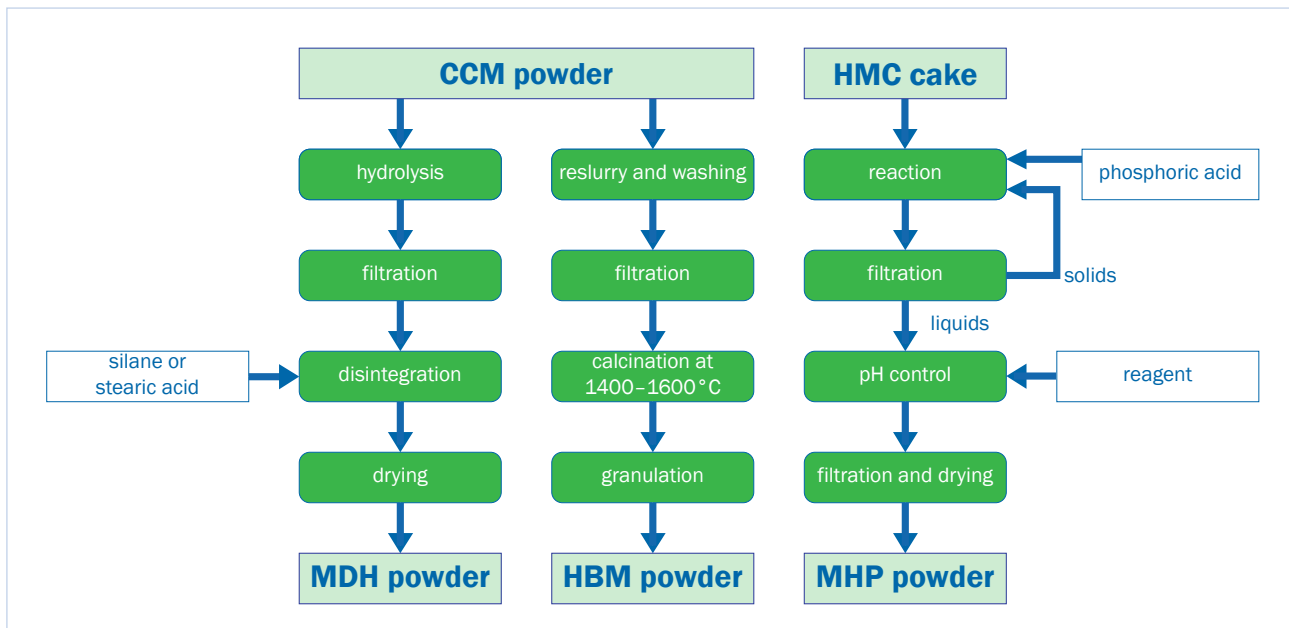 CCM powder
HMC cake
hydrolysis
reslurry and washing
reaction
phosphoric acid
filtration
filtration
filtration
solids
liquids
silane or
stearic acid
disintegration
calcination at
1400–1600°C
pH control
reagent
drying
granulation
filtration and drying
MDH powder
HBM powder
MHP powder